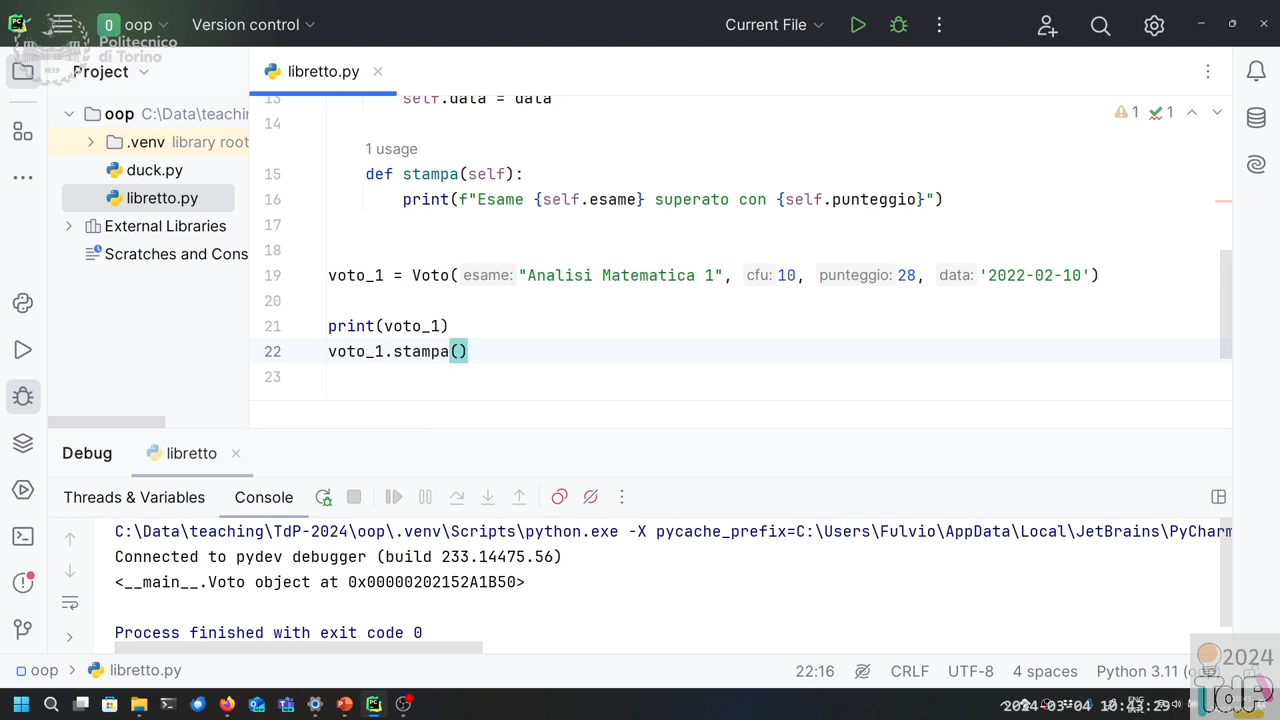 oop
Version control
Current File
Politecnico
di Torino
1859
Project
libretto.py
oop C:\Data\teachi
.venv library root
duck.py
libretto.py
External Libraries
Scratches and Cons
13 self.data = data
14
1 usage
15 def stampa(self):
16 print(f"Esame {self.esame} superato con {self.punteggio}")
17
18
19 voto_1 = Voto(esame: "Analisi Matematica 1", cfu: 10, punteggio: 28, data: '2022-02-10')
20
21 print(voto_1)
22 voto_1.stampa()
23
1 1
Debug
libretto
Threads & Variables
Console
C:\Data\teaching\TdP-2024\oop\.venv\Scripts\python.exe -X pycache_prefix=C:\Users\Fulvio\AppData\Local\JetBrains\PyCharm
Connected to pydev debugger (build 233.14475.56)
<__main__.Voto object at 0x00000202152A1B50>
Process finished with exit code 0
oop > libretto.py
22:16 CRLF UTF-8 4 spaces Python 3.11
2024
TdP